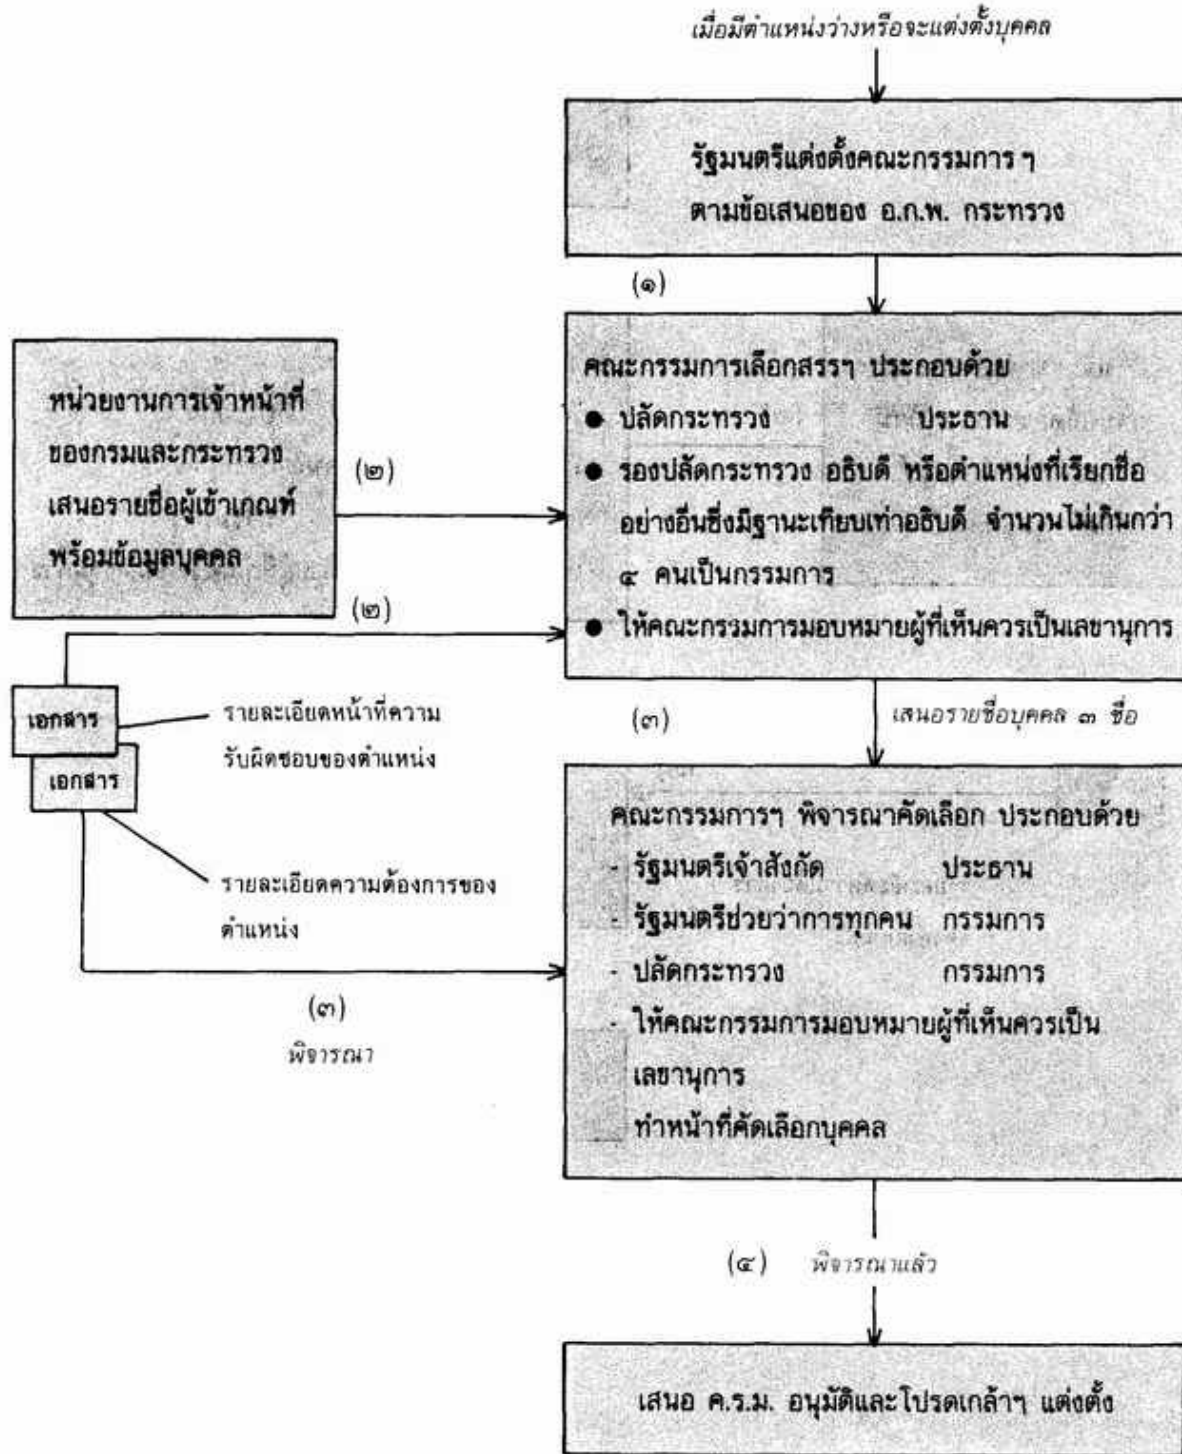 เมื่อมีตำแหน่งว่างหรือจะแต่งตั้งบุคคล
รัฐมนตรีแต่งตั้งคณะกรรมการ ๆ
ตามข้อเสนอของ อ.ก.พ. กระทรวง
(๑)
หน่วยงานการเจ้าหน้าที่
ของกรมและกระทรวง
เสนอรายชื่อผู้เข้าเกณฑ์
พร้อมข้อมูลบุคคล
(๒)
(๒)
คณะกรรมการเลือกสรรๆ ประกอบด้วย
● ปลัดกระทรวง ประธาน
● รองปลัดกระทรวง อธิบดี หรือตำแหน่งที่เรียกชื่อ
อย่างอื่นซึ่งมีฐานะเทียบเท่าอธิบดี จำนวนไม่เกินกว่า
๕ คนเป็นกรรมการ
● ให้คณะกรรมการมอบหมายผู้ที่เห็นควรเป็นเลขานุการ
เอกสาร
เอกสาร
รายละเอียดหน้าที่ความ
รับผิดชอบของตำแหน่ง
รายละเอียดความต้องการของ
ตำแหน่ง
(๓)
เสนอรายชื่อบุคคล ๓ ชื่อ
(๓)
พิจารณา
คณะกรรมการๆ พิจารณาคัดเลือก ประกอบด้วย
- รัฐมนตรีเจ้าสังกัด ประธาน
- รัฐมนตรีช่วยว่าการทุกคน กรรมการ
- ปลัดกระทรวง กรรมการ
- ให้คณะกรรมการมอบหมายผู้ที่เห็นควรเป็น
เลขานุการ
ทำหน้าที่คัดเลือกบุคคล
(๔) พิจารณาแล้ว
เสนอ ค.ร.ม. อนุมัติและโปรดเกล้าๆ แต่งตั้ง